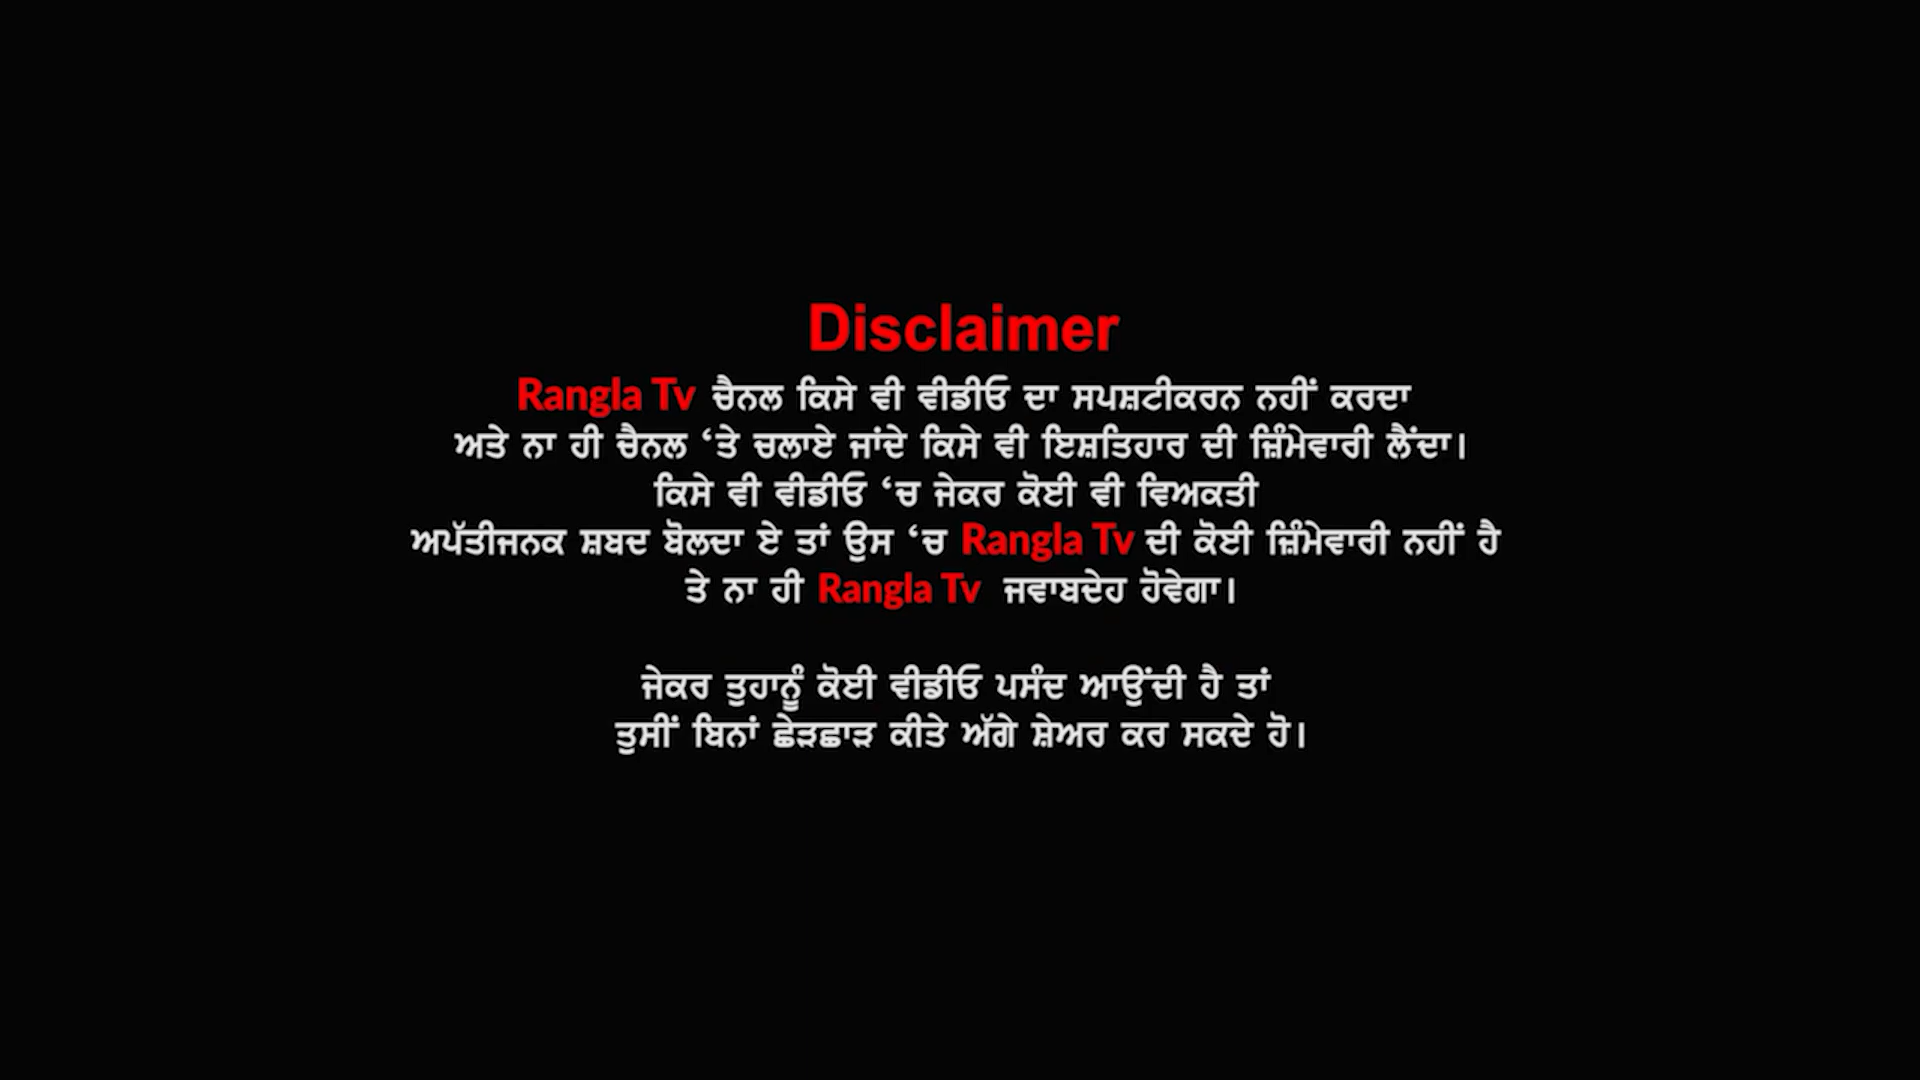 Disclaimer
Rangla Tv ਚੈਨਲ ਕਿਸੇ ਵੀ ਵੀਡੀਓ ਦਾ ਸਪਸ਼ਟੀਕਰਨ ਨਹੀਂ ਕਰਦਾ
ਅਤੇ ਨਾ ਹੀ ਚੈਨਲ ‘ਤੇ ਚਲਾਏ ਜਾਂਦੇ ਕਿਸੇ ਵੀ ਇਸ਼ਤਿਹਾਰ ਦੀ ਜ਼ਿੰਮੇਵਾਰੀ ਲੈਂਦਾ।
ਕਿਸੇ ਵੀ ਵੀਡੀਓ ‘ਚ ਜੇਕਰ ਕੋਈ ਵੀ ਵਿਅਕਤੀ
ਅਪੱਤੀਜਨਕ ਸ਼ਬਦ ਬੋਲਦਾ ਏ ਤਾਂ ਉਸ ‘ਚ Rangla Tv ਦੀ ਕੋਈ ਜ਼ਿੰਮੇਵਾਰੀ ਨਹੀਂ ਹੈ
ਤੇ ਨਾ ਹੀ Rangla Tv ਜਵਾਬਦੇਹ ਹੋਵੇਗਾ।
ਜੇਕਰ ਤੁਹਾਨੂੰ ਕੋਈ ਵੀਡੀਓ ਪਸੰਦ ਆਉਂਦੀ ਹੈ ਤਾਂ
ਤੁਸੀਂ ਬਿਨਾਂ ਛੇੜਛਾੜ ਕੀਤੇ ਅੱਗੇ ਸ਼ੇਅਰ ਕਰ ਸਕਦੇ ਹੋ।